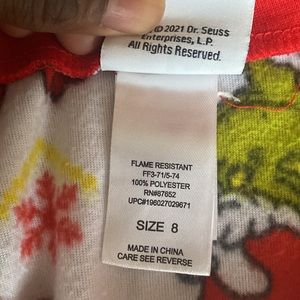 © 2021 Dr. Seuss
Enterprises, L.P.
All Rights Reserved.
FLAME RESISTANT
FF3-71/5-74
100% POLYESTER
RN#87652
UPC#196027029671
SIZE 8
MADE IN CHINA
CARE SEE REVERSE